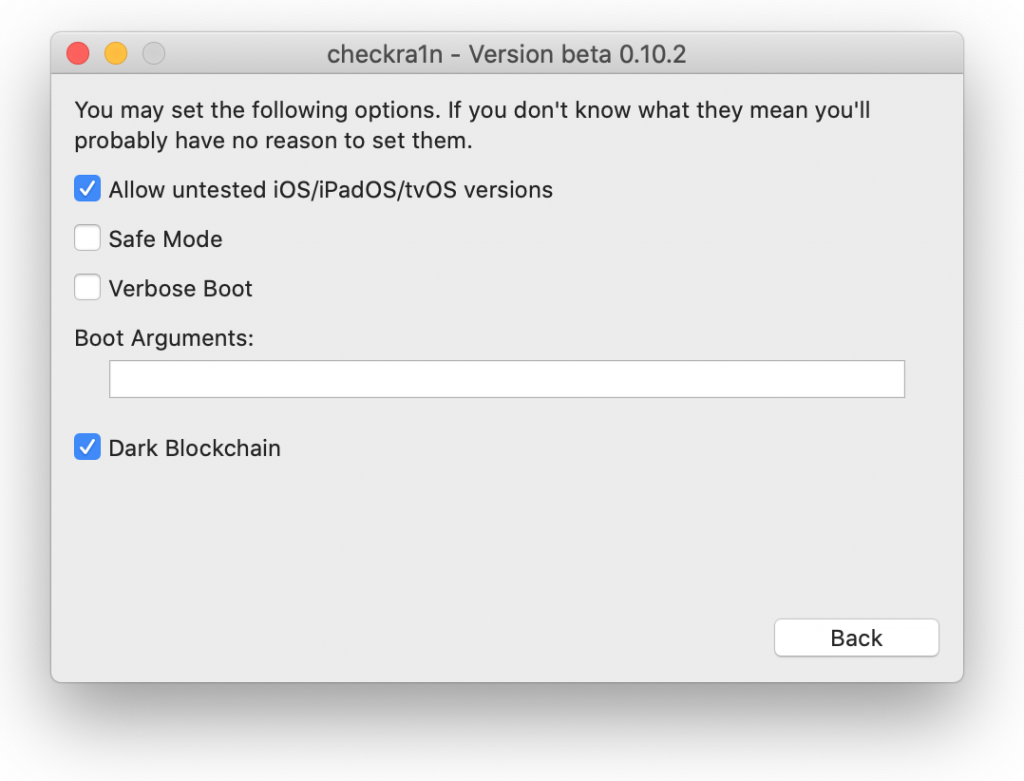 checkra1n - Version beta 0.10.2
You may set the following options. If you don't know what they mean you'll
probably have no reason to set them.
Allow untested iOS/iPadOS/tvOS versions
Safe Mode
Verbose Boot
Boot Arguments:
Dark Blockchain
Back